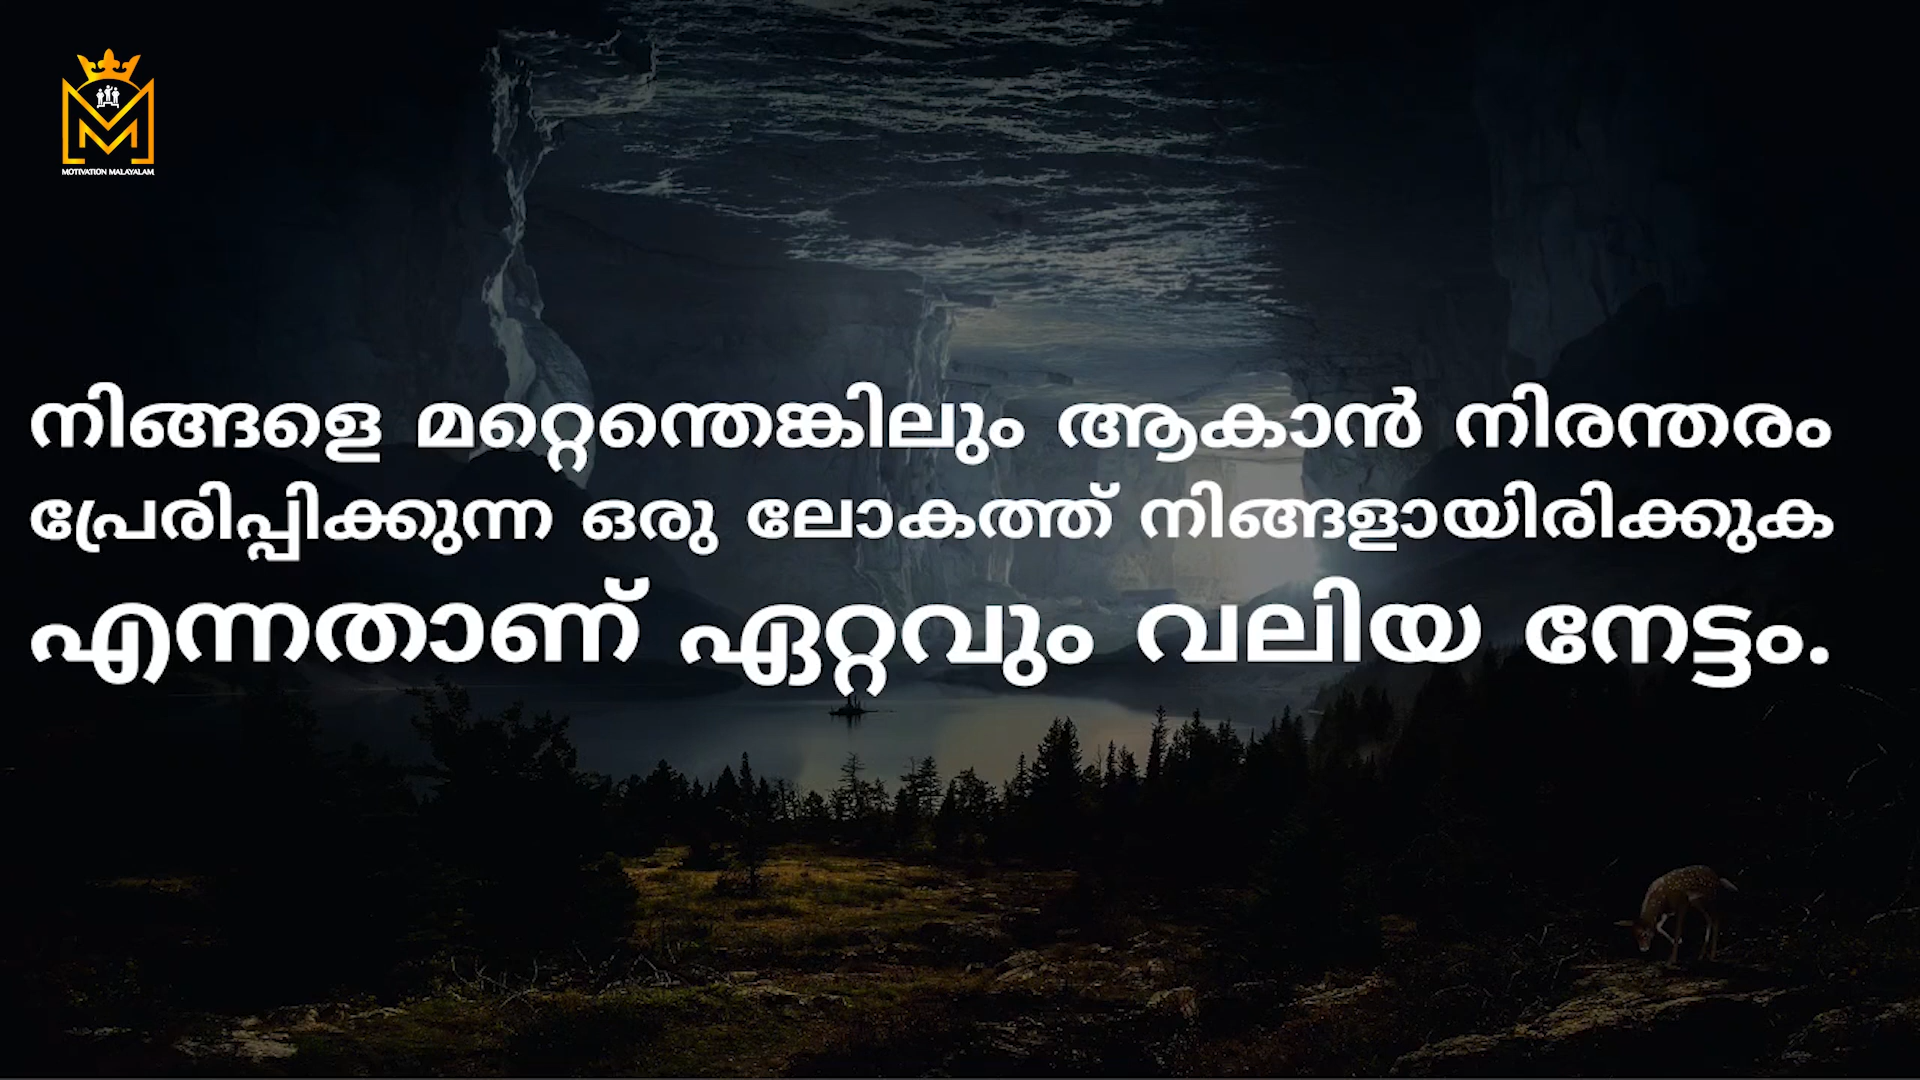 MOTIVATION MALAYALAM
നിങ്ങളെ മറ്റെന്തെങ്കിലും ആകാൻ നിരന്തരം
പ്രേരിപ്പിക്കുന്ന ഒരു ലോകത്ത് നിങ്ങളായിരിക്കുക
എന്നതാണ് ഏറ്റവും വലിയ നേട്ടം.